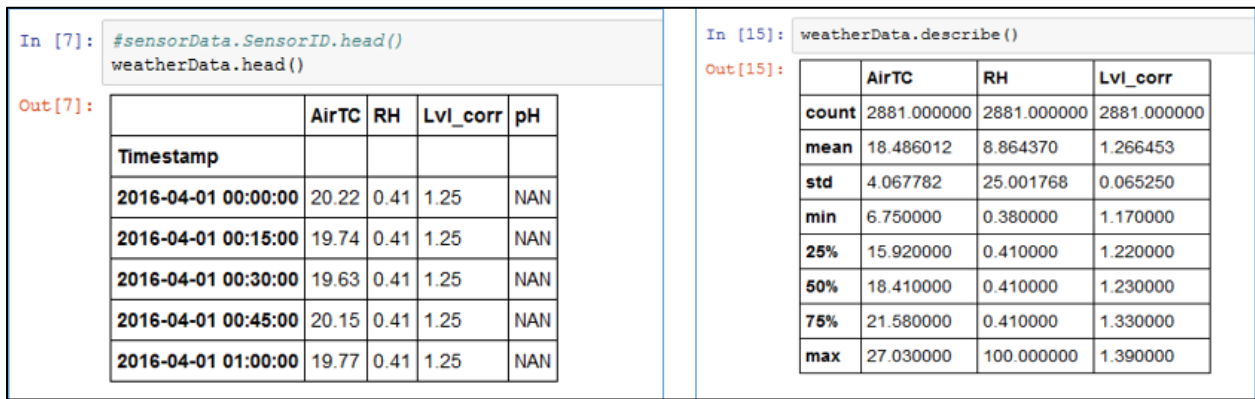 In [7]: #sensorData.SensorID.head()
weatherData.head()
Out[7]:
AirTC RH Lvl_corr pH
Timestamp
2016-04-01 00:00:00 20.22 0.41 1.25 NAN
2016-04-01 00:15:00 19.74 0.41 1.25 NAN
2016-04-01 00:30:00 19.63 0.41 1.25 NAN
2016-04-01 00:45:00 20.15 0.41 1.25 NAN
2016-04-01 01:00:00 19.77 0.41 1.25 NAN
In [15]: weatherData.describe()
Out[15]:
AirTC RH Lvl_corr
count 2881.000000 2881.000000 2881.000000
mean 18.486012 8.864370 1.266453
std 4.067782 25.001768 0.065250
min 6.750000 0.380000 1.170000
25% 15.920000 0.410000 1.220000
50% 18.410000 0.410000 1.230000
75% 21.580000 0.410000 1.330000
max 27.030000 100.000000 1.390000